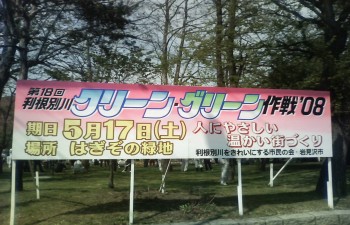 第18回
利根別川
クリーン・グリーン作戦'08
期日 5月17日(土)
場所 はぎぞの緑地
人にやさしい
温かい街づくり
利根別川をきれいにする市民の会・岩見沢市